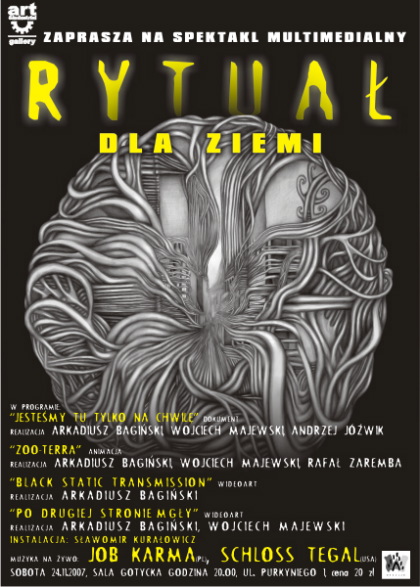 art
gallery
ZAPRASZA NA SPEKTAKL MULTIMEDIALNY
RYTUAŁ
DLA ZIEMI
W PROGRAMIE:
"JESTEŚMY TU TYLKO NA CHWILĘ" DOKUMENT
REALIZACJA ARKADIUSZ BAGIŃSKI, WOJCIECH MAJEWSKI, ANDRZEJ JÓŹWIK
"ZOO-TERRA" ANIMACJA
REALIZACJA ARKADIUSZ BAGIŃSKI, WOJCIECH MAJEWSKI, RAFAŁ ZAREMBA
"BLACK STATIC TRANSMISSION" WIDEOART
REALIZACJA ARKADIUSZ BAGIŃSKI
"PO DRUGIEJ STRONIE MGŁY" WIDEOART
REALIZACJA ARKADIUSZ BAGIŃSKI, WOJCIECH MAJEWSKI
INSTALACJA: SŁAWOMIR KURAŁOWICZ
MUZYKA NA ŻYWO: JOB KARMA(PL), SCHLOSS TEGAL(USA)
SOBOTA 24.11.2007, SALA GOTYCKA GODZINA 20.00, UL. PURKYNIEGO 1, cena 20 zł